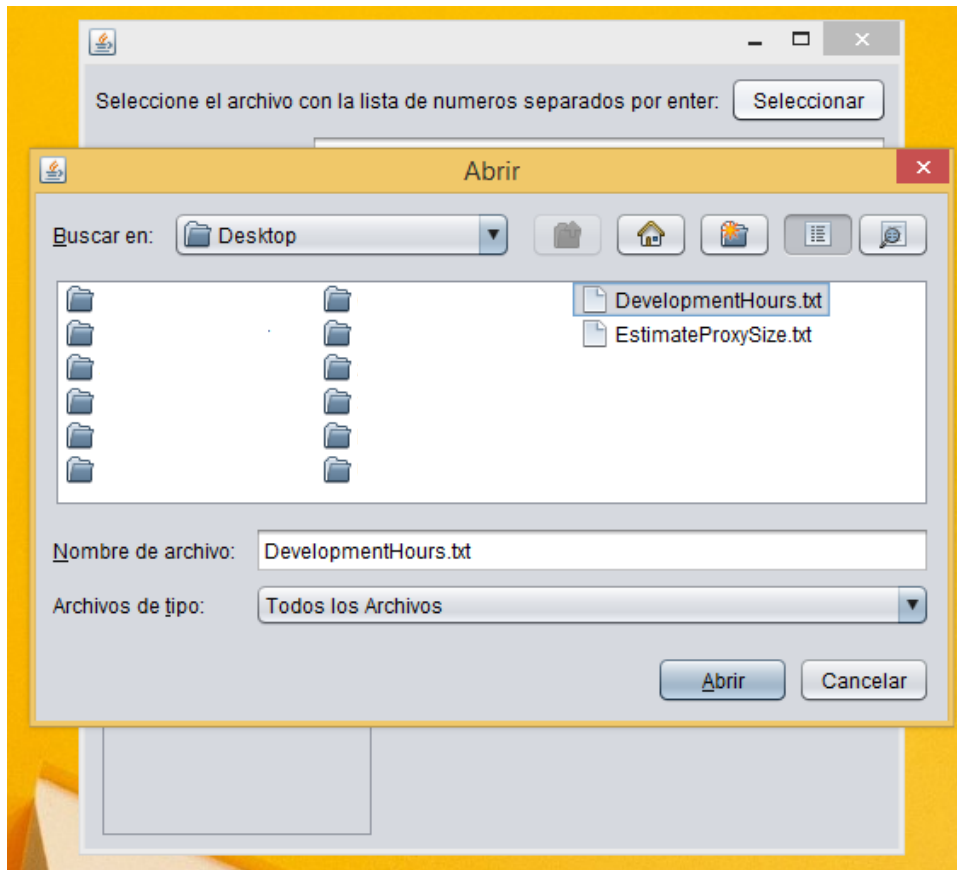 Seleccione el archivo con la lista de numeros separados por enter: Seleccionar
Abrir
Buscar en: Desktop
DevelopmentHours.txt
EstimateProxySize.txt
Nombre de archivo: DevelopmentHours.txt
Archivos de tipo: Todos los Archivos
Abrir Cancelar